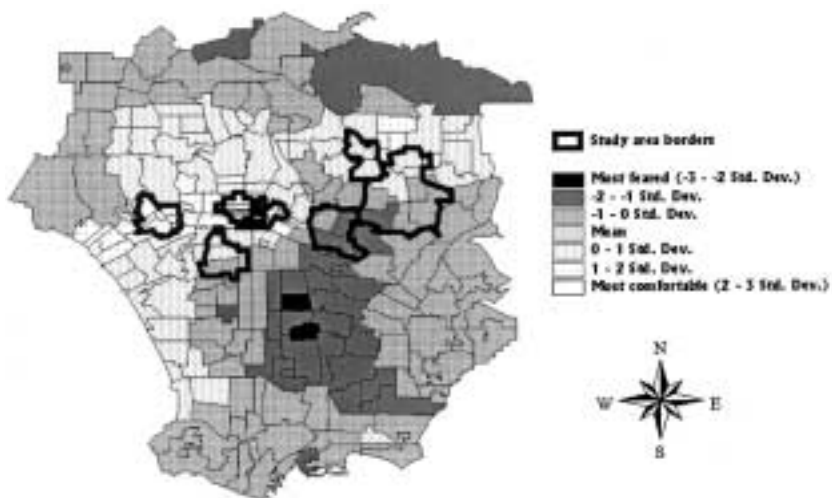 Study area borders
Most feared (-3 - -2 Std. Dev.)
-2 - -1 Std. Dev.
-1 - 0 Std. Dev.
Mean
0 - 1 Std. Dev.
1 - 2 Std. Dev.
Most comfortable (2 - 3 Std. Dev.)
N
W E
S